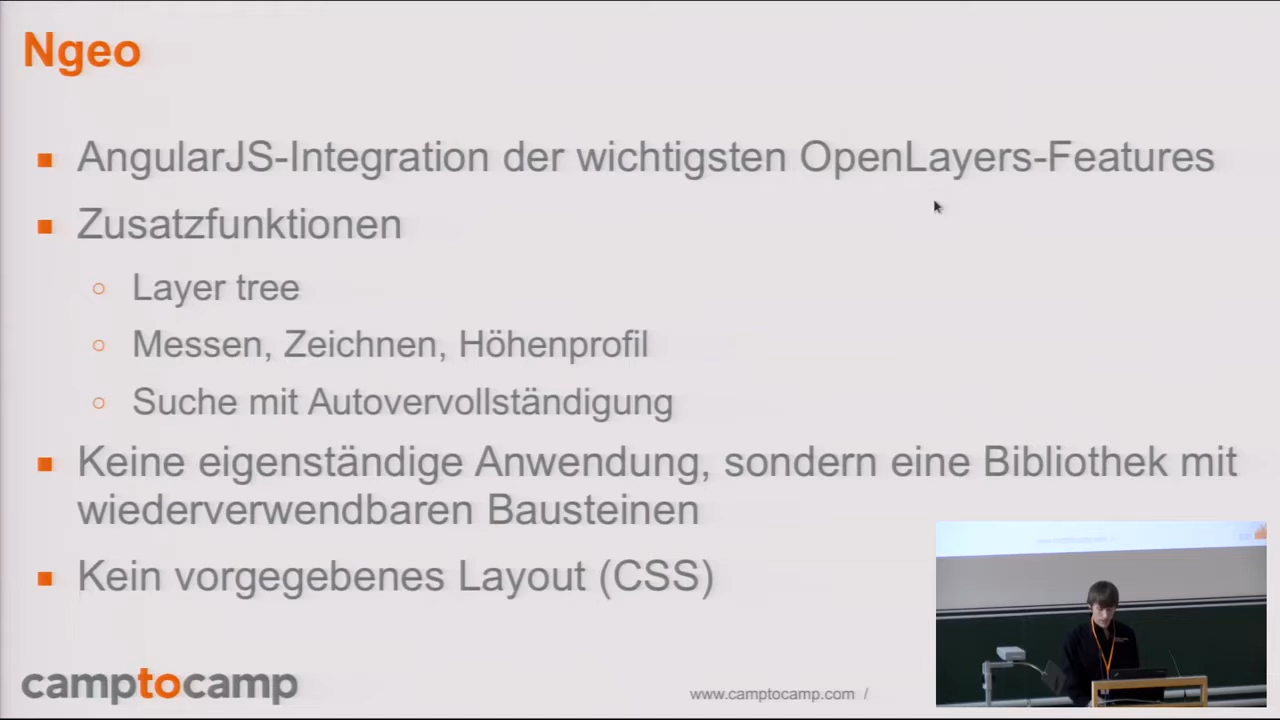 Ngeo
AngularJS-Integration der wichtigsten OpenLayers-Features
Zusatzfunktionen
Layer tree
Messen, Zeichnen, Höhenprofil
Suche mit Autovervollständigung
Keine eigenständige Anwendung, sondern eine Bibliothek mit
wiederverwendbaren Bausteinen
Kein vorgegebenes Layout (CSS)
camptocamp
www.camptocamp.com /